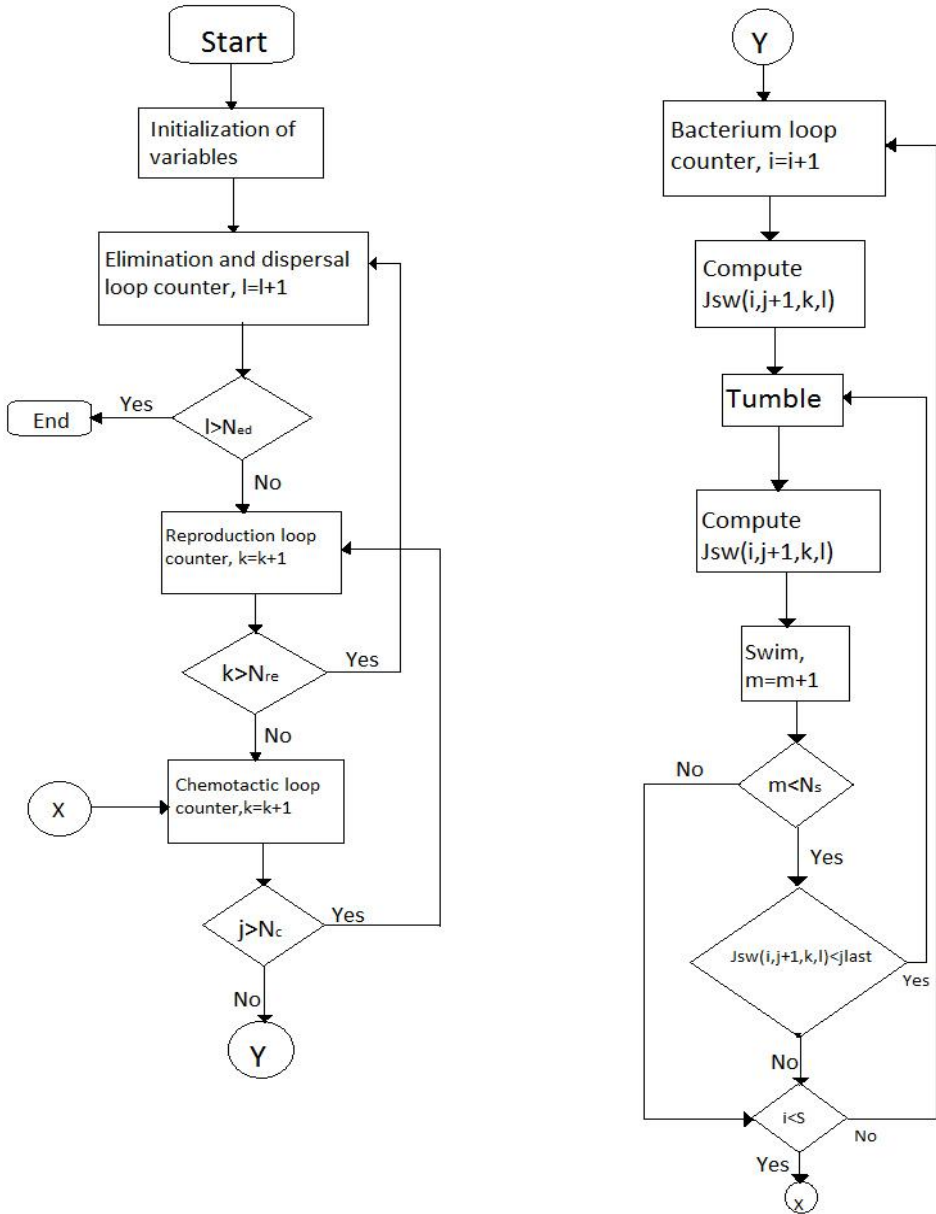 Start
Initialization of
variables
Elimination and dispersal
loop counter, l=l+1
l>Ned
Yes
End
No
Reproduction loop
counter, k=k+1
k>Nre
Yes
No
Chemotactic loop
counter,k=k+1
X
j>Nc
Yes
No
Y
Y
Bacterium loop
counter, i=i+1
Compute
Jsw(i,j+1,k,l)
Tumble
Compute
Jsw(i,j+1,k,l)
Swim,
m=m+1
m<Ns
No
Yes
Jsw(i,j+1,k,l)<jlast
Yes
No
i<S
No
Yes
x